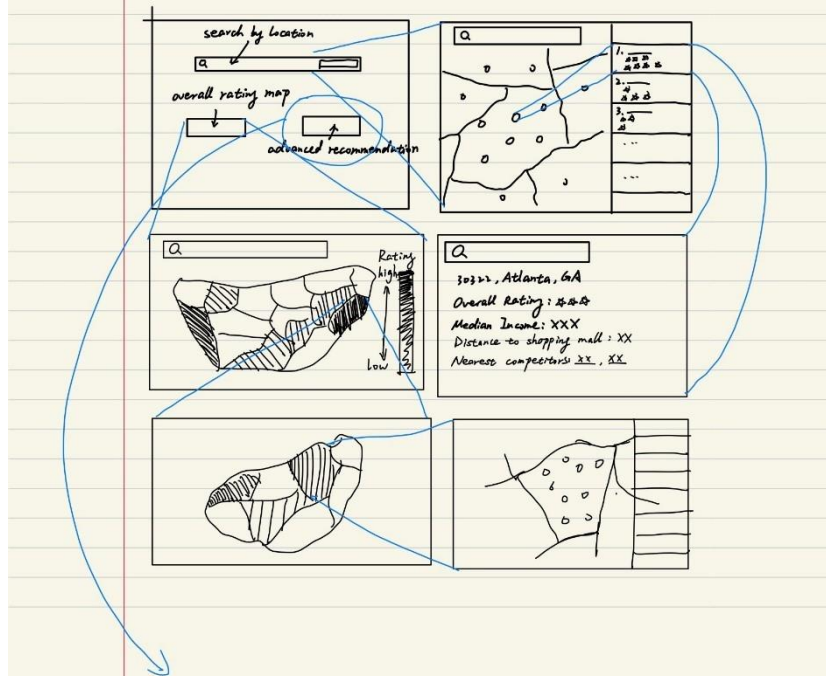 search by location
overall rating map
advanced recommendation
1.
2.
3.
...
...
Rating
high
Low
30322, Atlanta, GA
Overall Rating: ☆☆☆
Median Income: XXX
Distance to shopping mall: XX
Nearest competitors: XX, XX